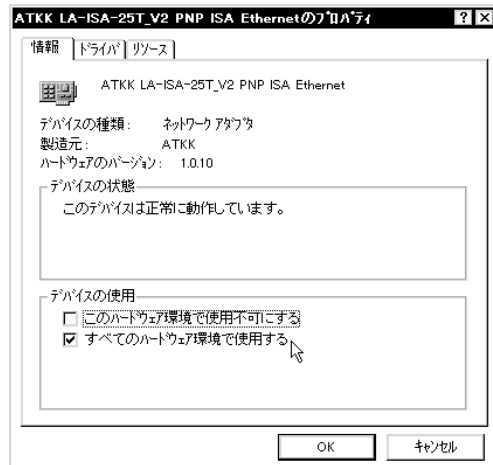 ATKK LA-ISA-25T_V2 PNP ISA Ethernetのﾌﾟﾛﾊﾟﾃｨ
情報 ﾄﾞﾗｲﾊﾞ ﾘｿｰｽ
ATKK LA-ISA-25T_V2 PNP ISA Ethernet
ﾃﾞﾊﾞｲｽの種類: ﾈｯﾄﾜｰｸ ｱﾀﾞﾌﾟﾀ
製造元: ATKK
ﾊｰﾄﾞｳｪｱのﾊﾞｰｼﾞｮﾝ: 1.0.10
ﾃﾞﾊﾞｲｽの状態
このﾃﾞﾊﾞｲｽは正常に動作しています。
ﾃﾞﾊﾞｲｽの使用
このﾊｰﾄﾞｳｪｱ環境で使用不可にする
すべてのﾊｰﾄﾞｳｪｱ環境で使用する
OK ｷｬﾝｾﾙ